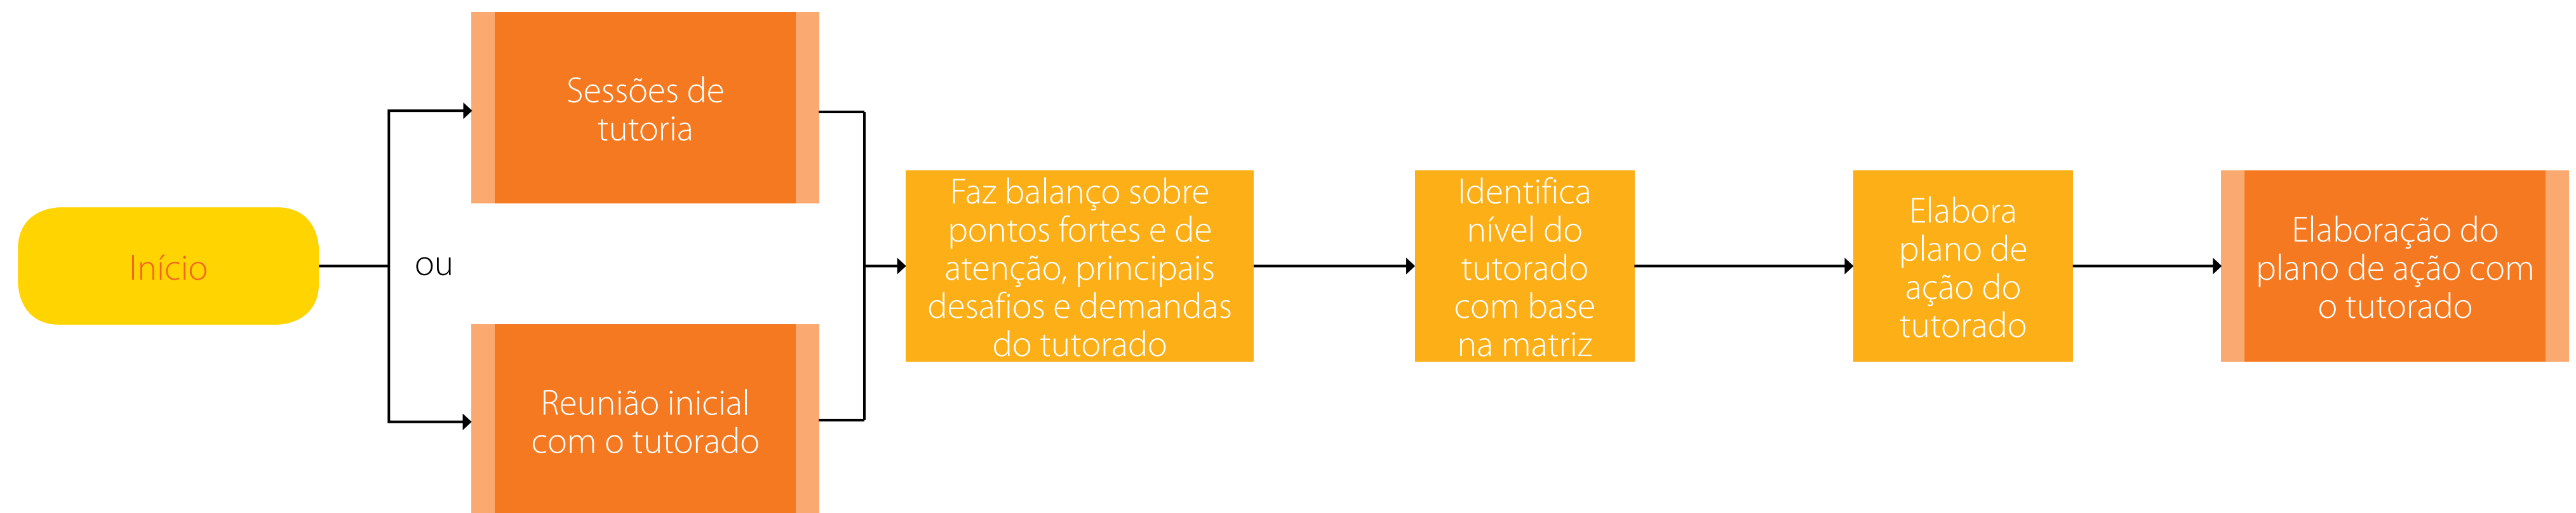 Início
ou
Sessões de
tutoria
Reunião inicial
com o tutorado
Faz balanço sobre
pontos fortes e de
atenção, principais
desafios e demandas
do tutorado
Identifica
nível do
tutorado
com base
na matriz
Elabora
plano de
ação do
tutorado
Elaboração do
plano de ação com
o tutorado